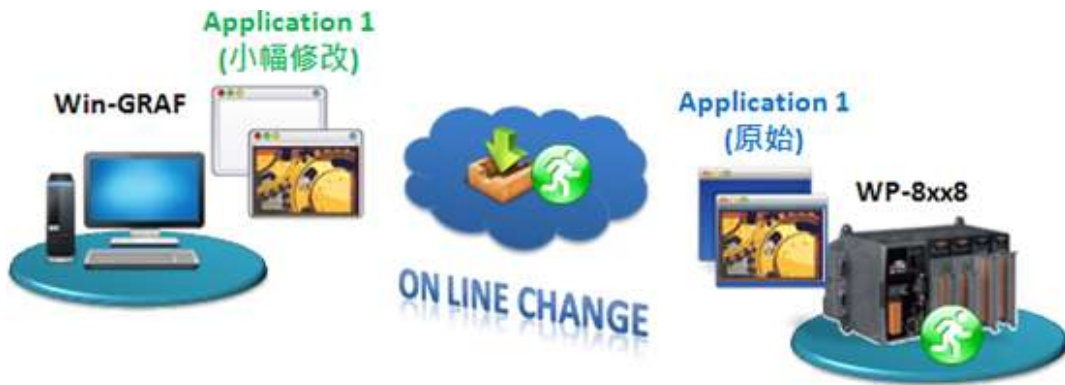 Application 1
(小幅修改)
Win-GRAF
Application 1
(原始)
WP-8xx8
ON LINE CHANGE